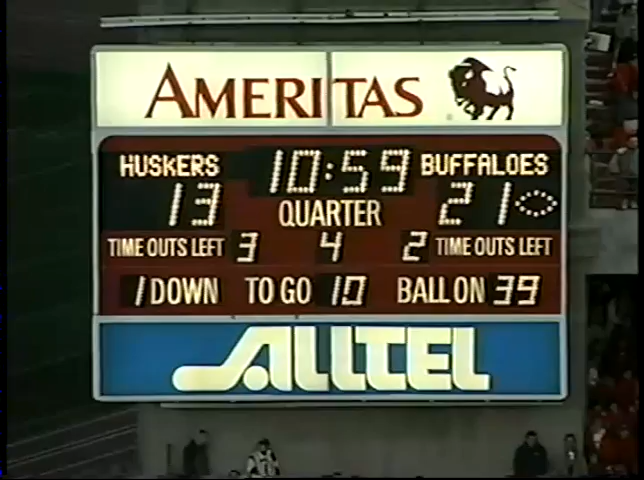 AMERITAS
HUSKERS 10:59 BUFFALOES
13 QUARTER 21
TIME OUTS LEFT 3 4 2 TIME OUTS LEFT
1 DOWN TO GO 10 BALL ON 39
ALLTEL